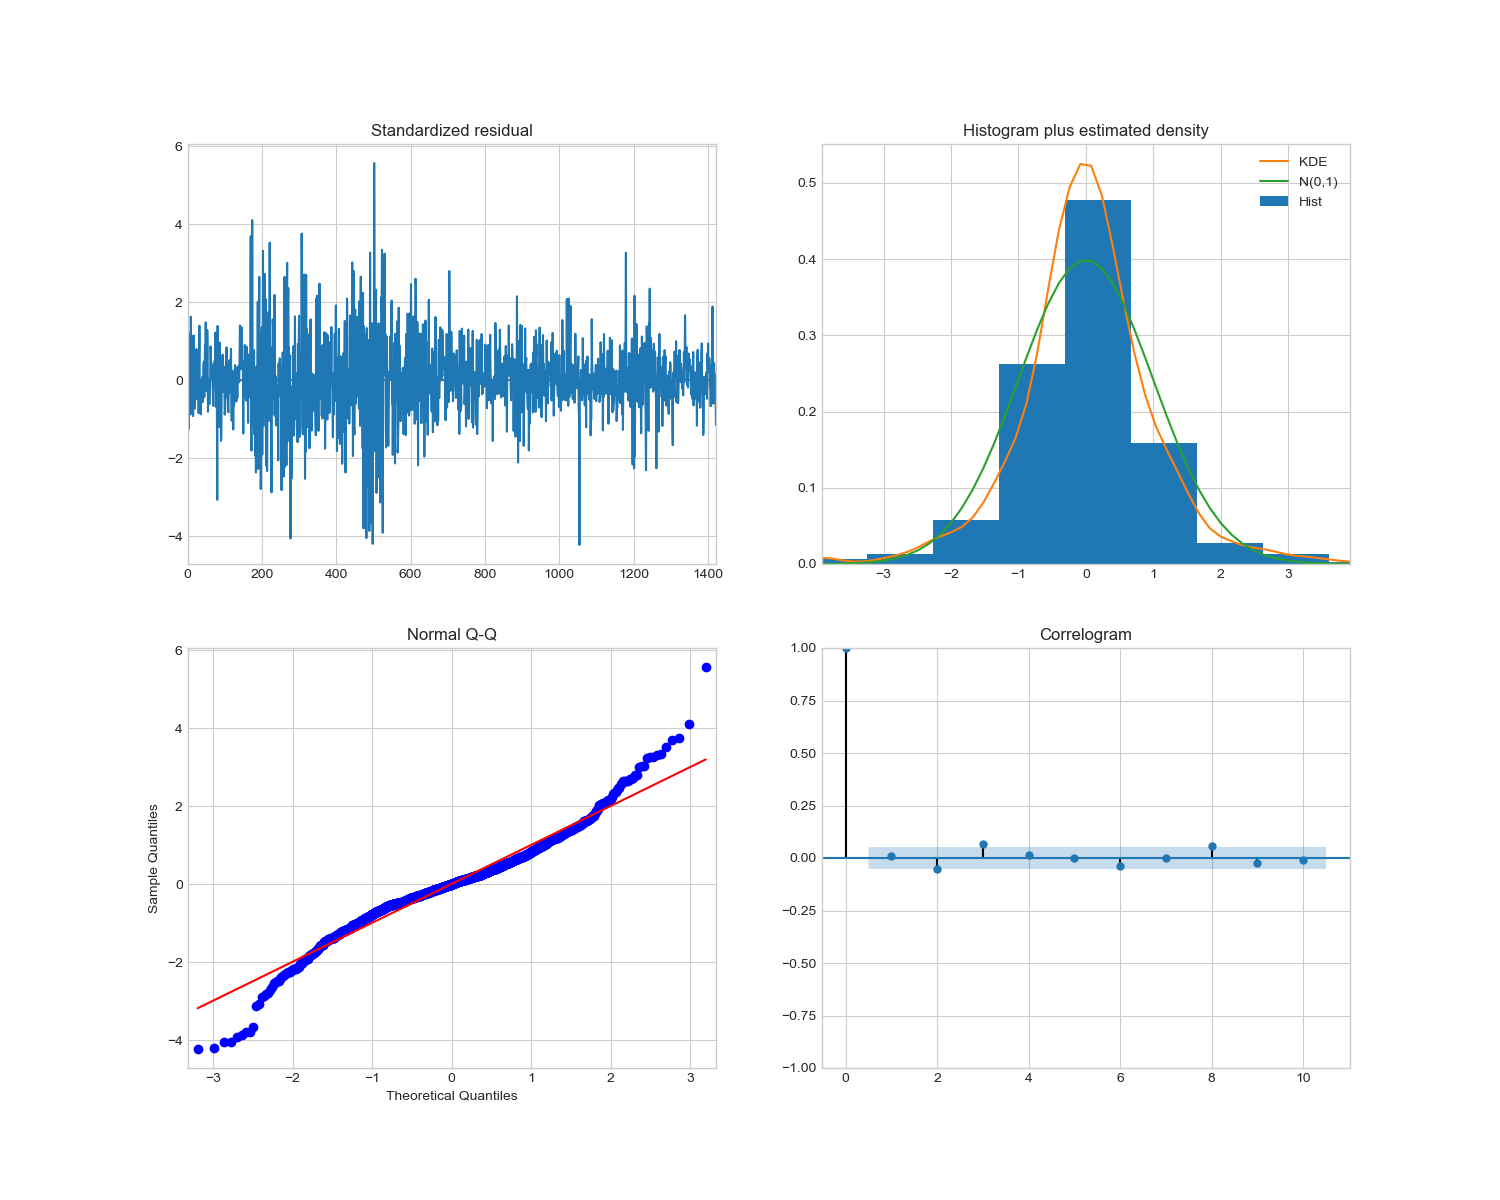 Standardized residual
6
4
2
0
−2
−4
0 200 400 600 800 1000 1200 1400
Histogram plus estimated density
KDE
N(0,1)
Hist
0.5
0.4
0.3
0.2
0.1
0.0
−3 −2 −1 0 1 2 3
Normal Q-Q
Sample Quantiles
6
4
2
0
−2
−4
−3 −2 −1 0 1 2 3
Theoretical Quantiles
Correlogram
1.00
0.75
0.50
0.25
0.00
−0.25
−0.50
−0.75
−1.00
0 2 4 6 8 10